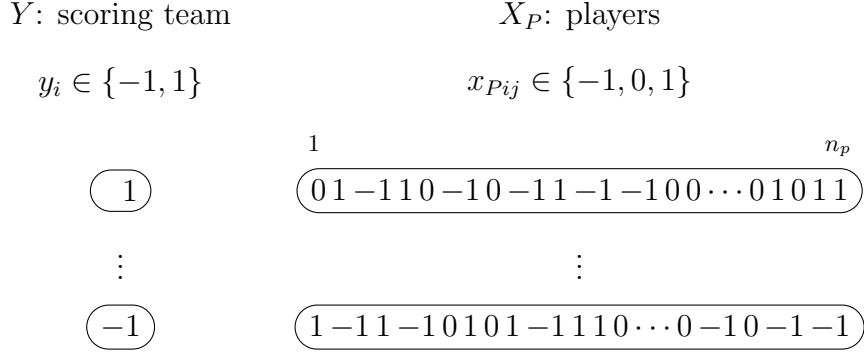 Y: scoring team X_P: players
y_i ∈ {−1, 1} x_{Pij} ∈ {−1, 0, 1}
1 n_p
1 0 1 −1 1 0 −1 0 −1 1 −1 −1 0 0 ⋯ 0 1 0 1 1
⋮ ⋮
−1 1 −1 1 −1 0 1 0 1 −1 1 1 0 ⋯ 0 −1 0 −1 −1